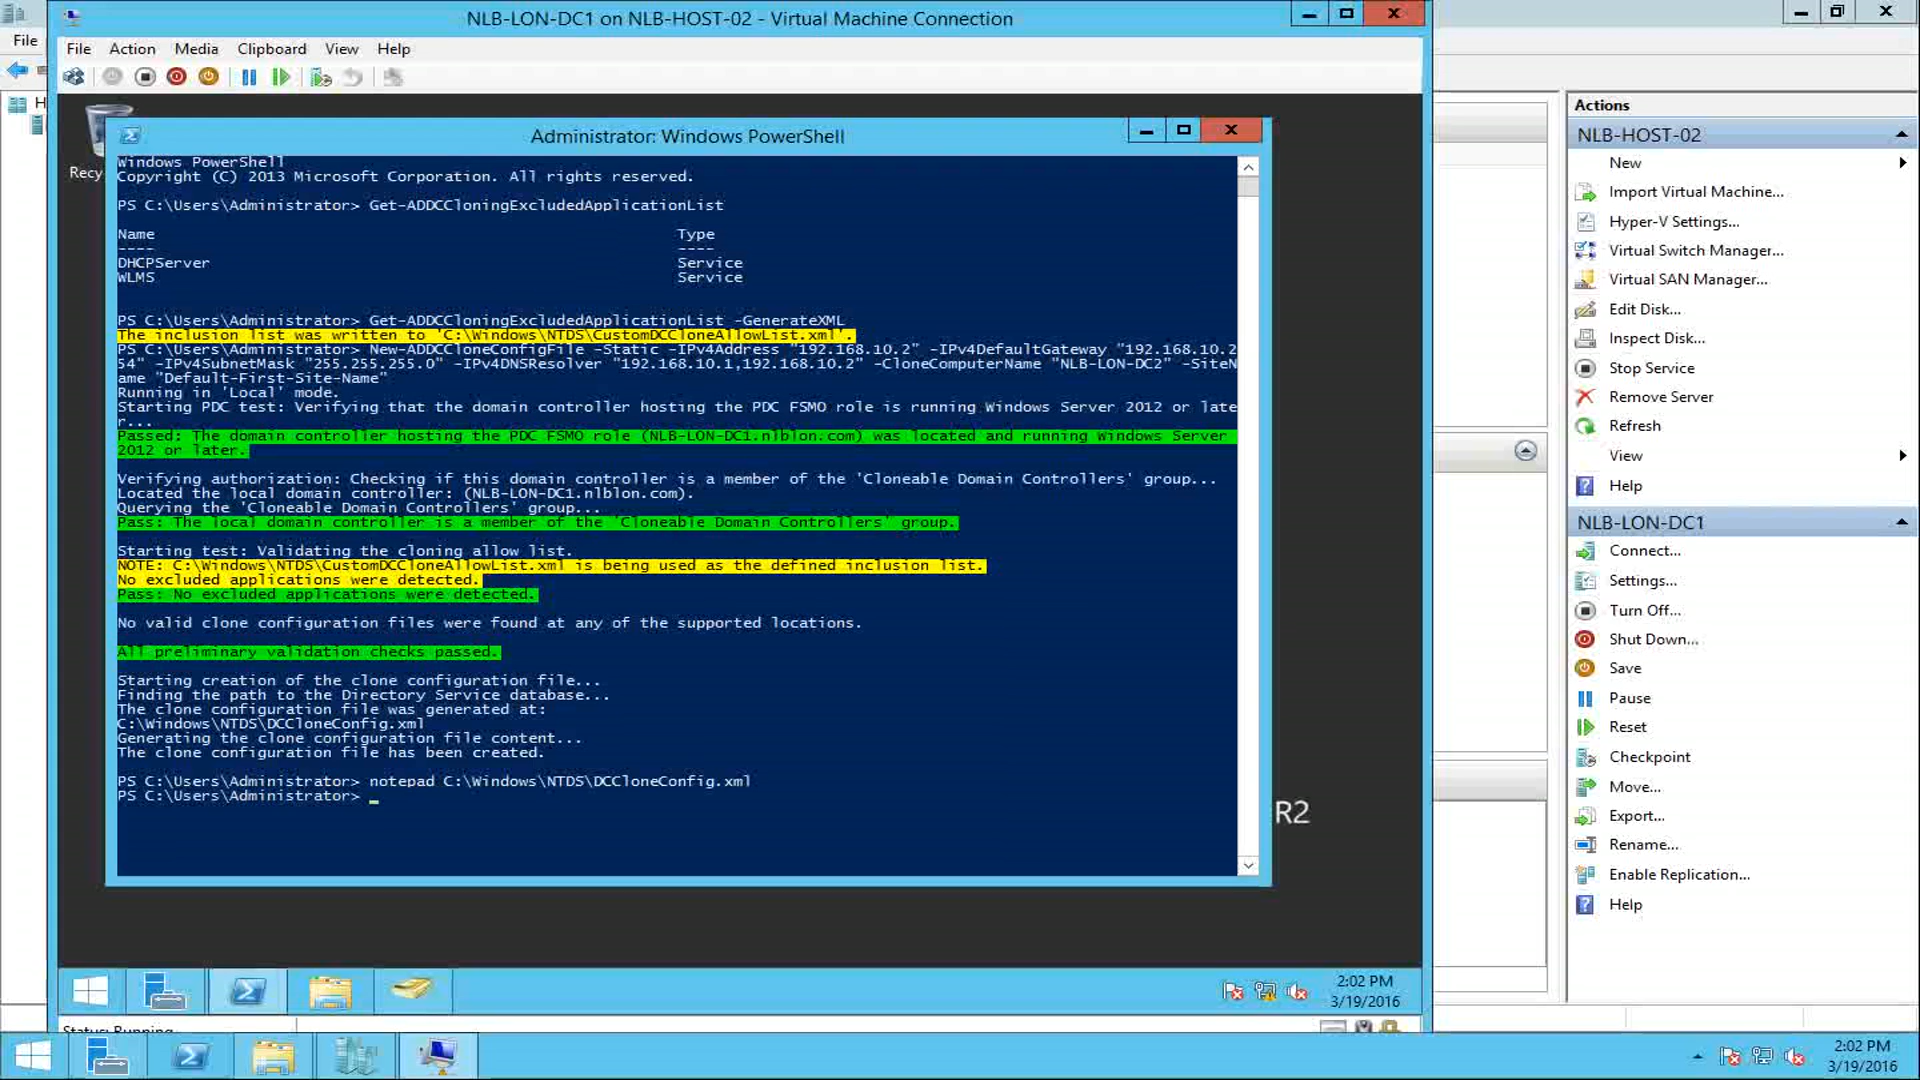 NLB-LON-DC1 on NLB-HOST-02 - Virtual Machine Connection
File
File Action Media Clipboard View Help
H
Recy
Administrator: Windows PowerShell
Windows PowerShell
Copyright (C) 2013 Microsoft Corporation. All rights reserved.
PS C:\Users\Administrator> Get-ADDCCloningExcludedApplicationList
Name Type
---- ----
DHCPServer Service
WLMS Service
PS C:\Users\Administrator> Get-ADDCCloningExcludedApplicationList -GenerateXML
The inclusion list was written to 'C:\Windows\NTDS\CustomDCCloneAllowList.xml'.
PS C:\Users\Administrator> New-ADDCCloneConfigFile -Static -IPv4Address "192.168.10.2" -IPv4DefaultGateway "192.168.10.2
54" -IPv4SubnetMask "255.255.255.0" -IPv4DNSResolver "192.168.10.1,192.168.10.2" -CloneComputerName "NLB-LON-DC2" -SiteN
ame "Default-First-Site-Name"
Running in 'Local' mode.
Starting PDC test: Verifying that the domain controller hosting the PDC FSMO role is running Windows Server 2012 or late
r...
Passed: The domain controller hosting the PDC FSMO role (NLB-LON-DC1.nlblon.com) was located and running Windows Server
2012 or later.
Verifying authorization: Checking if this domain controller is a member of the 'Cloneable Domain Controllers' group...
Located the local domain controller: (NLB-LON-DC1.nlblon.com).
Querying the 'Cloneable Domain Controllers' group...
Pass: The local domain controller is a member of the 'Cloneable Domain Controllers' group.
Starting test: Validating the cloning allow list.
NOTE: C:\Windows\NTDS\CustomDCCloneAllowList.xml is being used as the defined inclusion list.
No excluded applications were detected.
Pass: No excluded applications were detected.
No valid clone configuration files were found at any of the supported locations.
All preliminary validation checks passed.
Starting creation of the clone configuration file...
Finding the path to the Directory Service database...
The clone configuration file was generated at:
C:\Windows\NTDS\DCCloneConfig.xml
Generating the clone configuration file content...
The clone configuration file has been created.
PS C:\Users\Administrator> notepad C:\Windows\NTDS\DCCloneConfig.xml
PS C:\Users\Administrator> _
R2
2:02 PM
3/19/2016
Status: Running
Actions
NLB-HOST-02
New
Import Virtual Machine...
Hyper-V Settings...
Virtual Switch Manager...
Virtual SAN Manager...
Edit Disk...
Inspect Disk...
Stop Service
Remove Server
Refresh
View
Help
NLB-LON-DC1
Connect...
Settings...
Turn Off...
Shut Down...
Save
Pause
Reset
Checkpoint
Move...
Export...
Rename...
Enable Replication...
Help
2:02 PM
3/19/2016